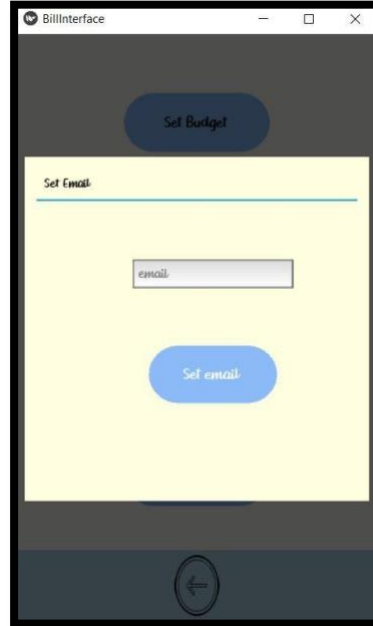 BillInterface
Set Budget
Set Email
email
Set email